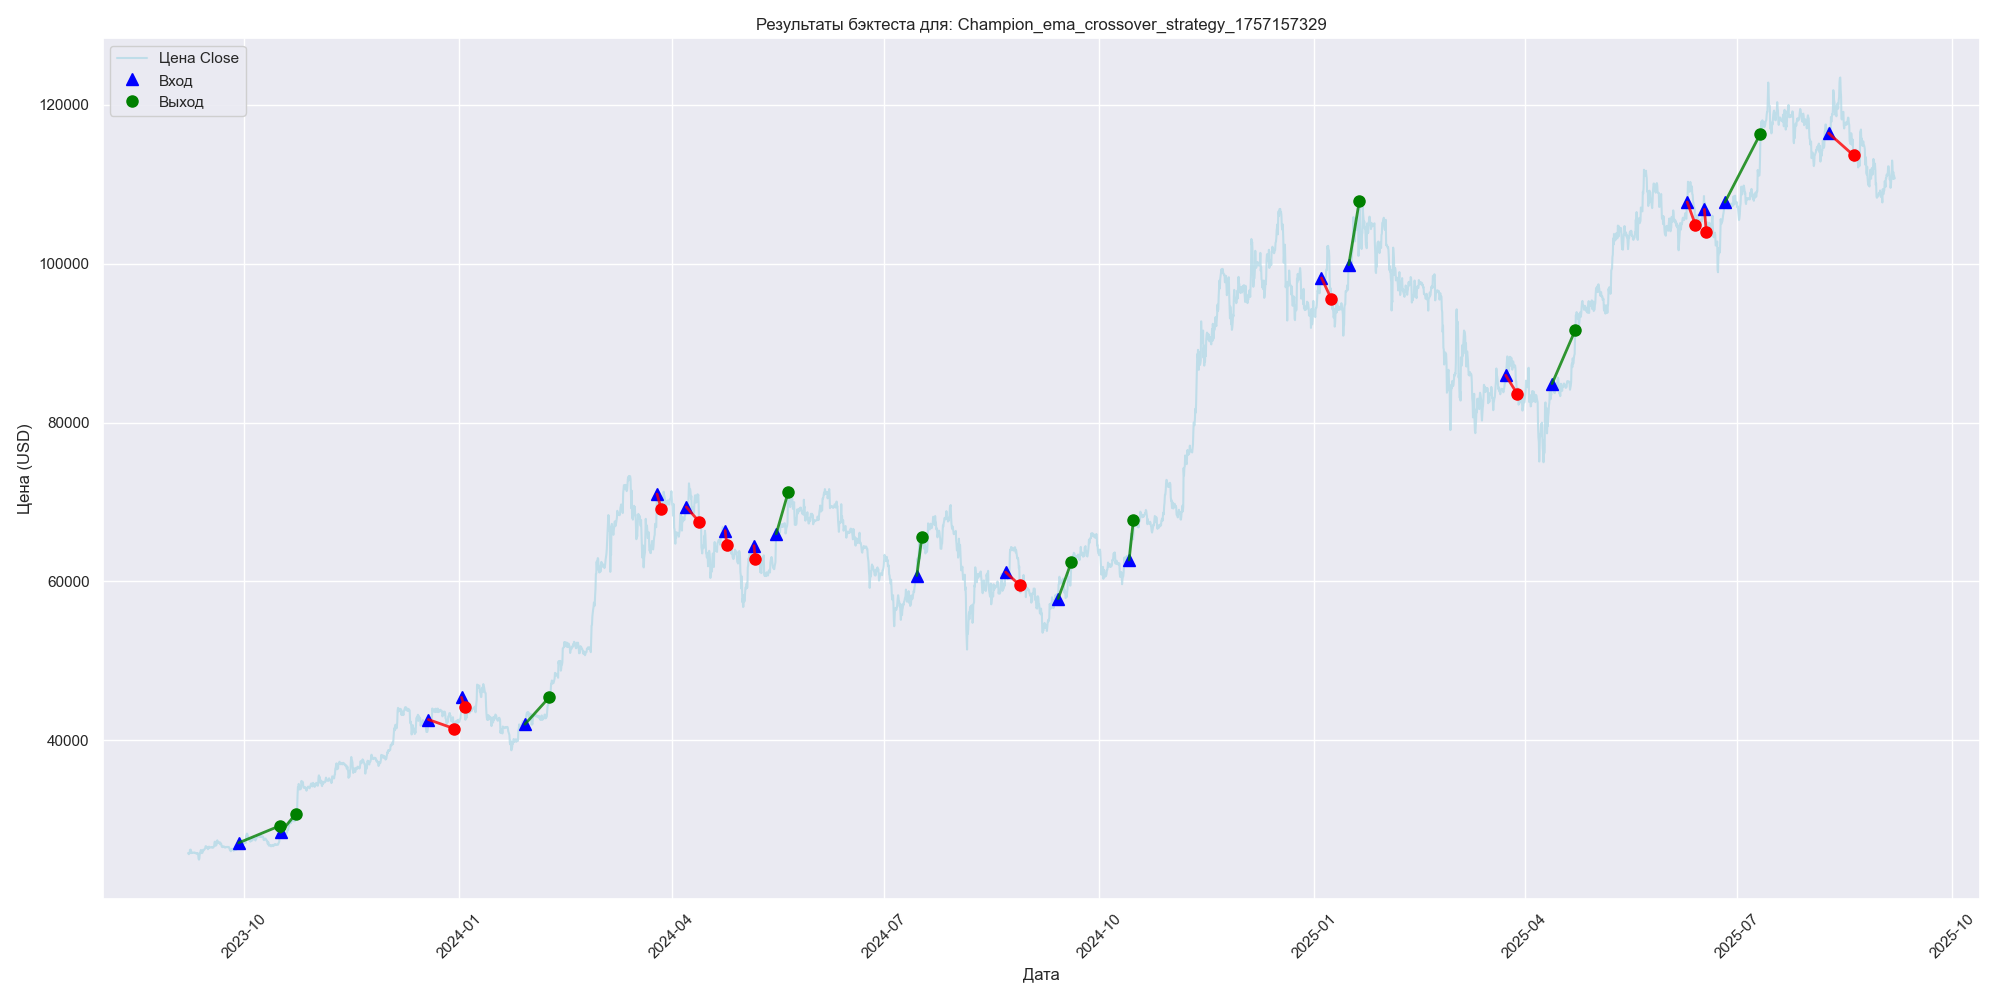 Результаты бэктеста для: Champion_ema_crossover_strategy_1757157329
Цена Close
Вход
Выход
120000
100000
80000
60000
40000
Цена (USD)
2023-10
2024-01
2024-04
2024-07
2024-10
2025-01
2025-04
2025-07
2025-10
Дата